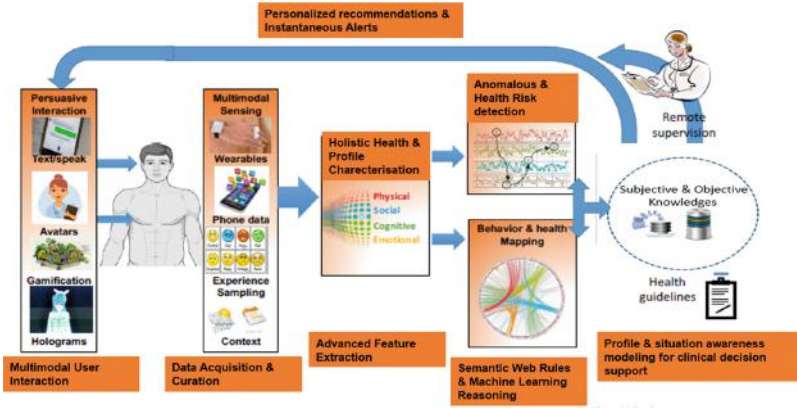 Personalized recommendations &
Instantaneous Alerts
Persuasive
Interaction
Text/speak
Avatars
Gamification
Holograms
Multimodal User
Interaction
Multimodal
Sensing
Wearables
Phone data
Experience
Sampling
Context
Data Acquisition &
Curation
Holistic Health &
Profile
Charecterisation
Physical
Social
Cognitive
Emotional
Advanced Feature
Extraction
Anomalous &
Health Risk
detection
Behavior & health
Mapping
Semantic Web Rules
& Machine Learning
Reasoning
Remote
supervision
Subjective & Objective
Knowledges
Health
guidelines
Profile & situation awareness
modeling for clinical decision
support